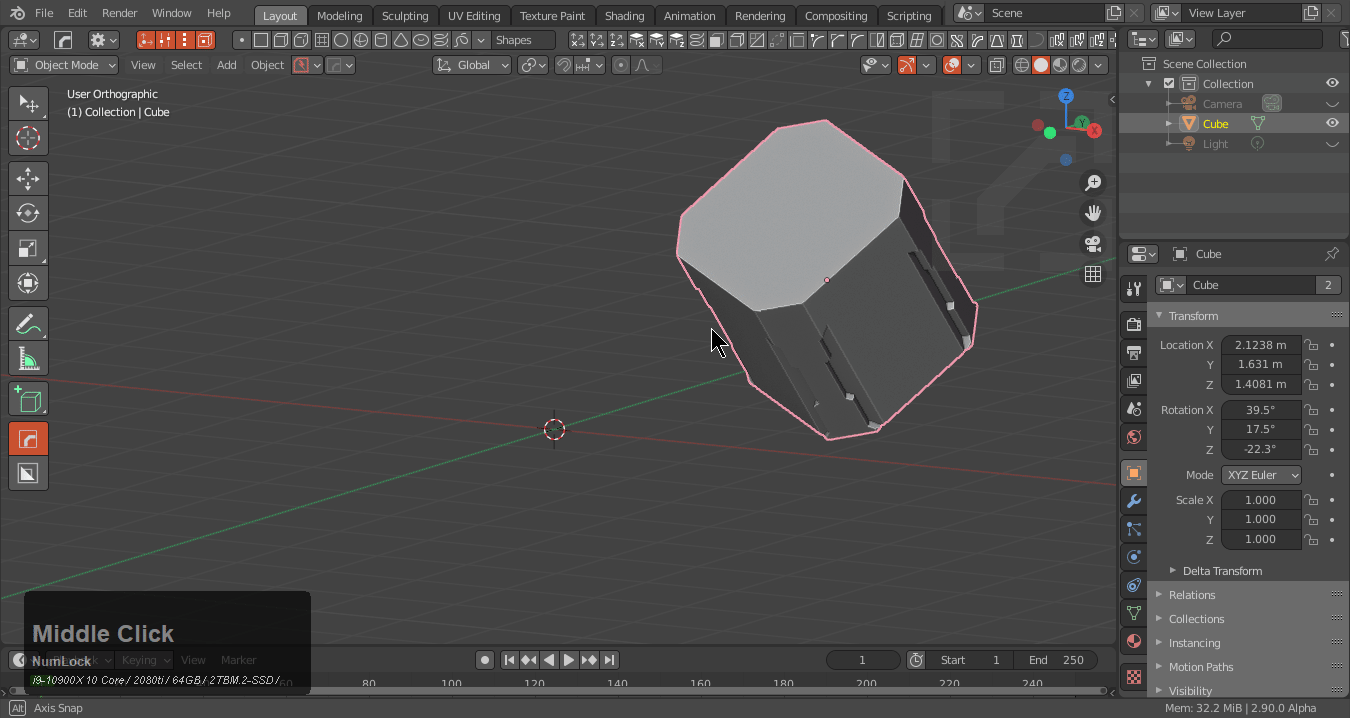 File Edit Render Window Help Layout Modeling Sculpting UV Editing Texture Paint Shading Animation Rendering Compositing Scripting Scene View Layer
Shapes
Object Mode View Select Add Object Global
User Orthographic
(1) Collection | Cube
Z
Y
X
Scene Collection
Collection
Camera
Cube
Light
Cube
Cube 2
Transform
Location X 2.1238 m
Y 1.631 m
Z 1.4081 m
Rotation X 39.5°
Y 17.5°
Z -22.3°
Mode XYZ Euler
Scale X 1.000
Y 1.000
Z 1.000
Delta Transform
Relations
Collections
Instancing
Motion Paths
Visibility
Middle Click
NumLock
i9-10900X 10 Core / 2080ti / 64GB / 2TBM.2-SSD /
Keying View Marker
1 Start 1 End 250
80 100 120 140 160 180 200 220 240
Alt Axis Snap
Mem: 32.2 MiB | 2.90.0 Alpha